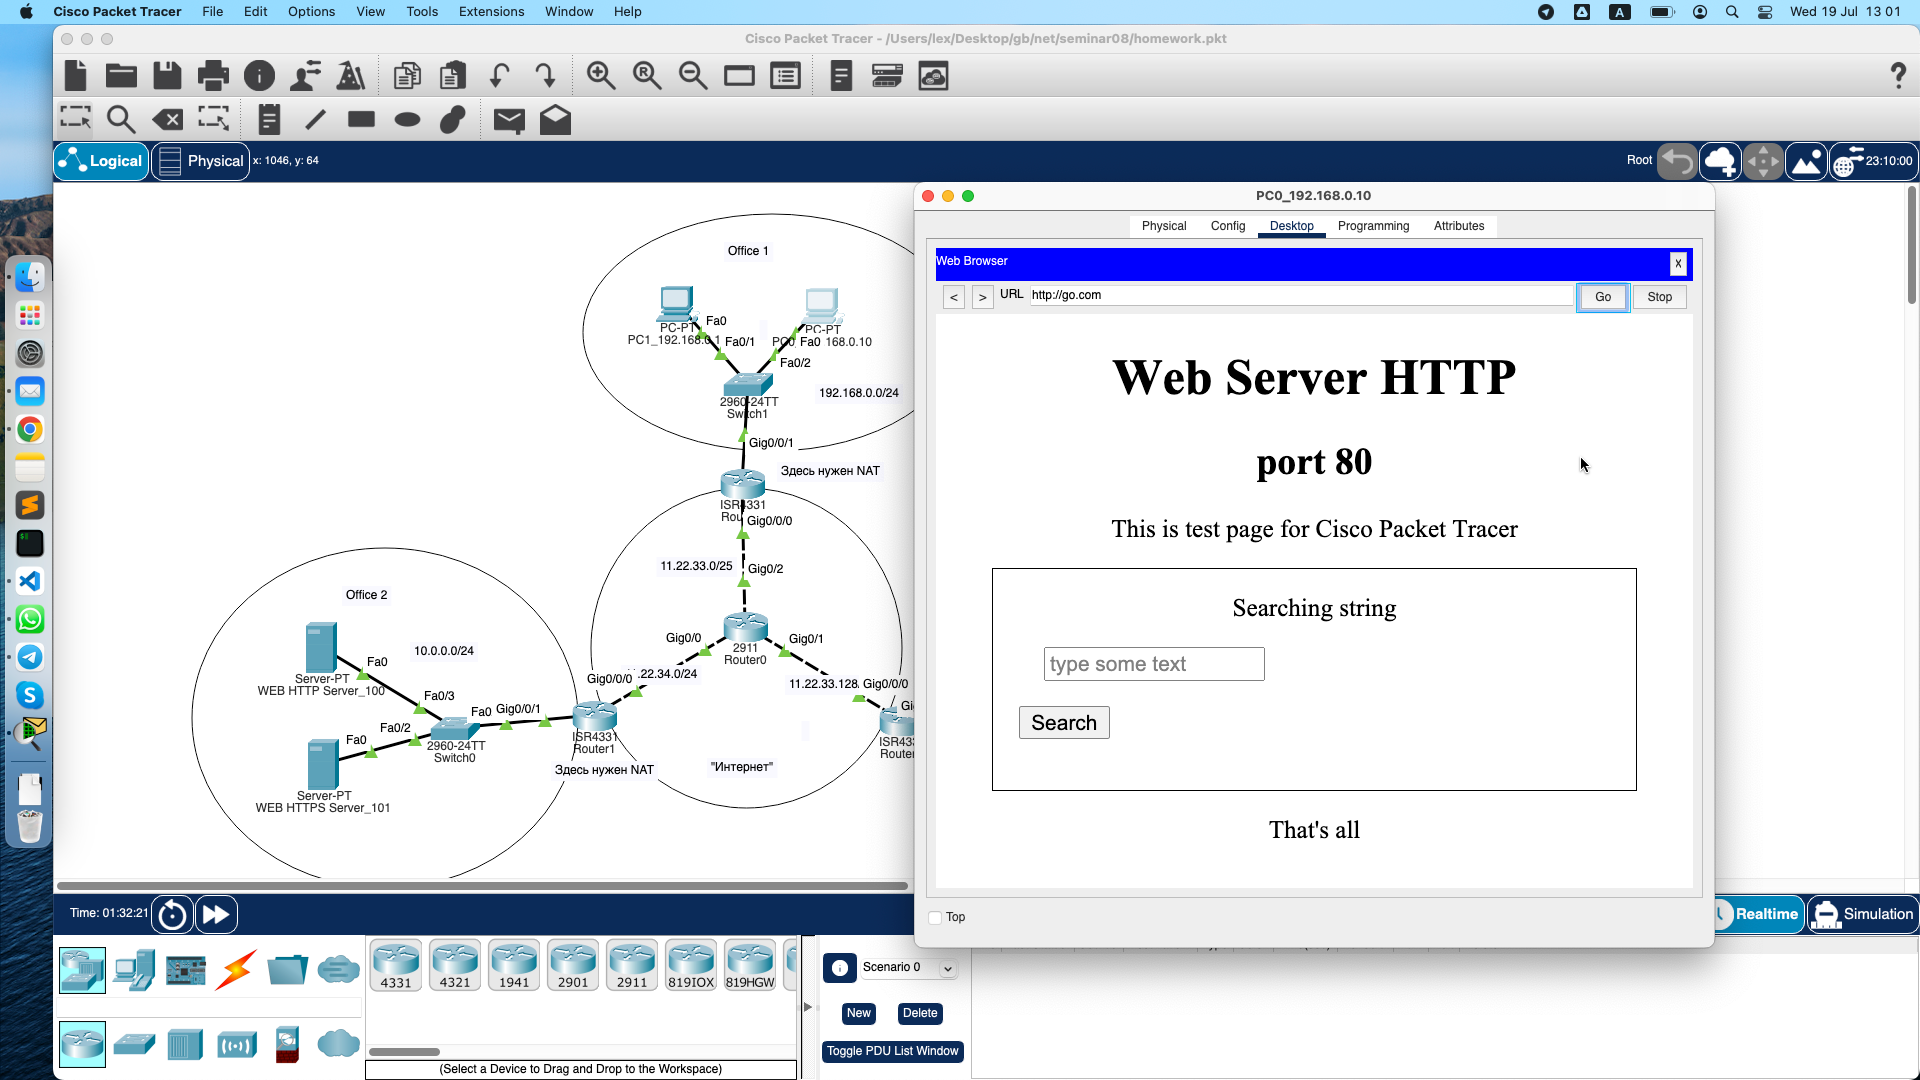 Cisco Packet Tracer File Edit Options View Tools Extensions Window Help
A Wed 19 Jul 13 01
Cisco Packet Tracer - /Users/lex/Desktop/gb/net/seminar08/homework.pkt
Logical Physical x: 1046, y: 64
Root 23:10:00
PC0_192.168.0.10
Physical Config Desktop Programming Attributes
Web Browser X
< > URL http://go.com Go Stop
Web Server HTTP
port 80
This is test page for Cisco Packet Tracer
Searching string
type some text
Search
That's all
Top
Office 1
Fa0
PC-PT
PC1_192.168.0.1
Fa0/1
PC-PT
PC0 Fa0 168.0.10
Fa0/2
192.168.0.0/24
2960-24TT
Switch1
Gig0/0/1
Здесь нужен NAT
ISR4331
Rou
Gig0/0/0
11.22.33.0/25
Gig0/2
Gig0/0
Gig0/1
2911
Router0
.22.34.0/24
Gig0/0/0
11.22.33.128
Gig0/0/0
Gi
ISR433
Router
"Интернет"
Office 2
10.0.0.0/24
Fa0
Server-PT
WEB HTTP Server_100
Fa0/3
Fa0 Gig0/0/1
Fa0/2
Fa0
2960-24TT
Switch0
ISR4331
Router1
Здесь нужен NAT
Server-PT
WEB HTTPS Server_101
Time: 01:32:21
Realtime Simulation
4331 4321 1941 2901 2911 819IOX 819HGW
(Select a Device to Drag and Drop to the Workspace)
Scenario 0
New Delete
Toggle PDU List Window